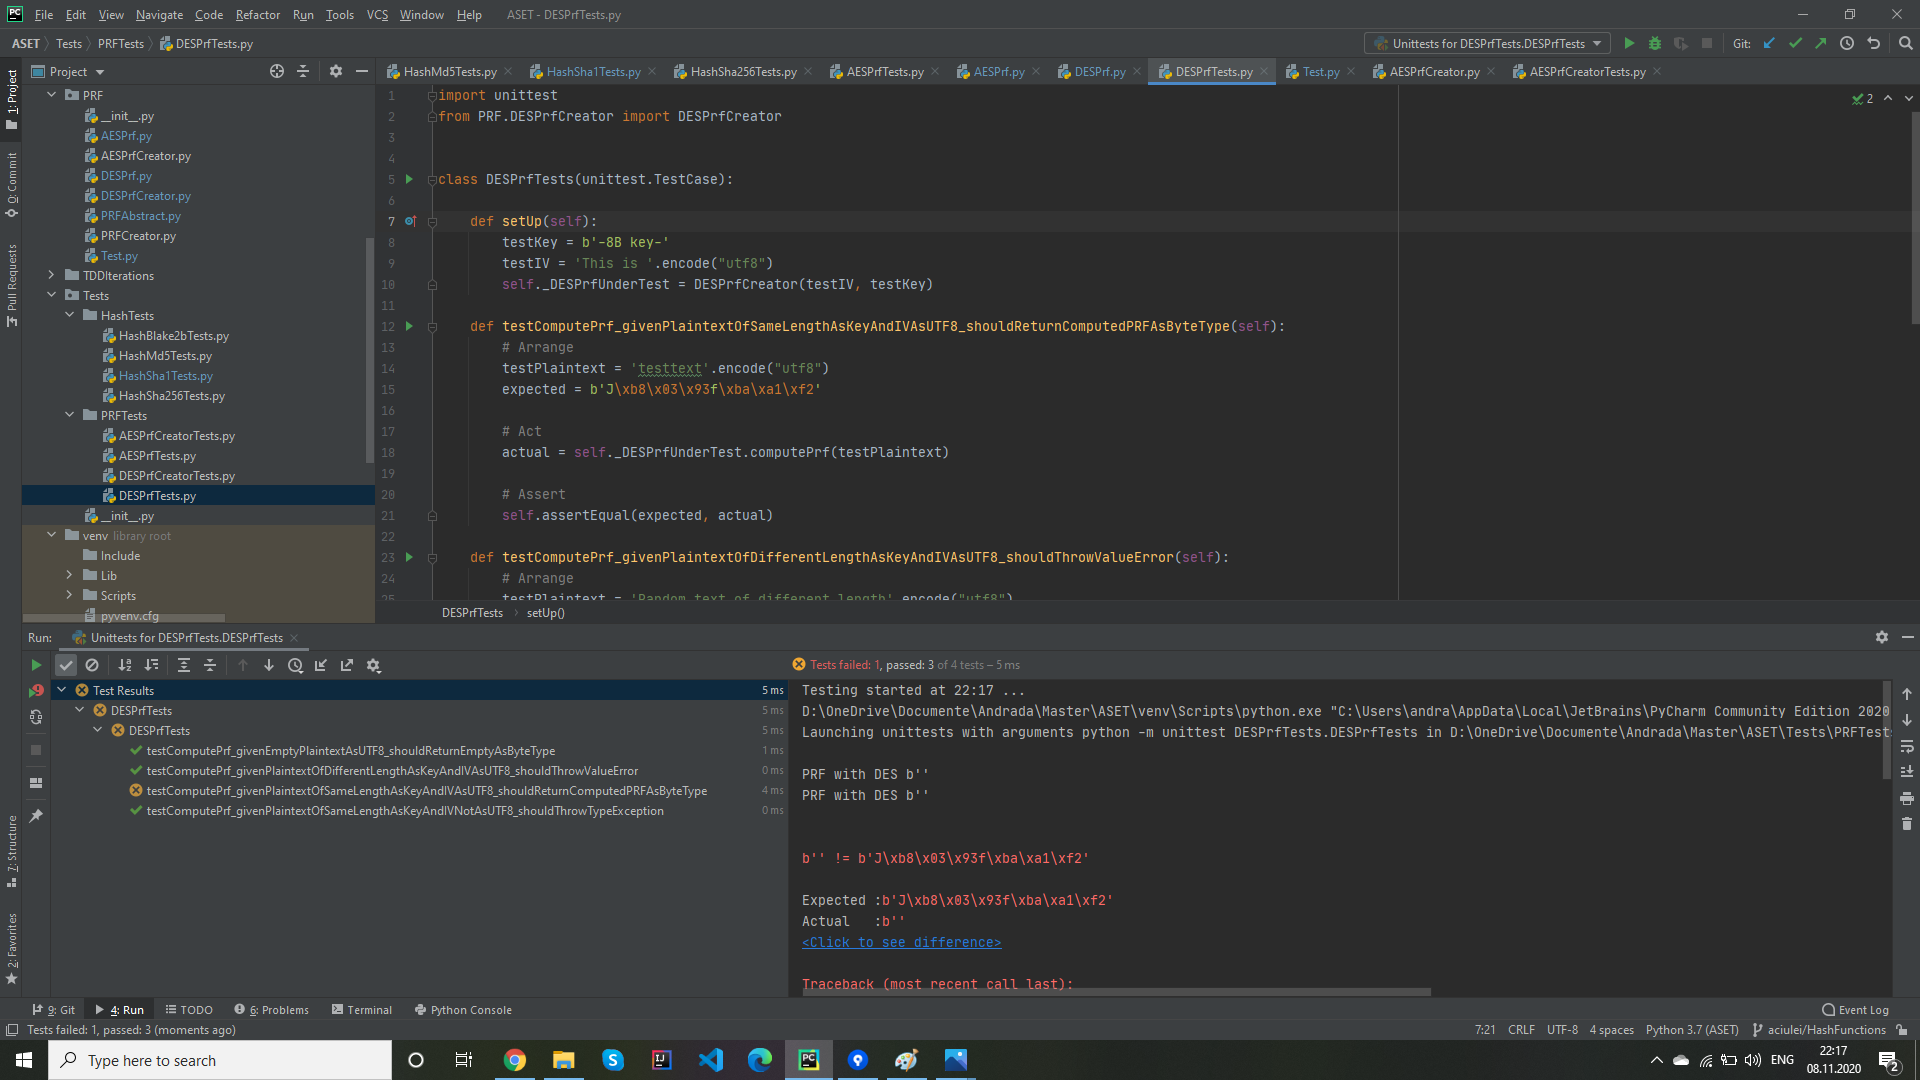 File Edit View Navigate Code Refactor Run Tools VCS Window Help ASET - DESPrfTests.py
ASET Tests PRFTests DESPrfTests.py Unittests for DESPrfTests.DESPrfTests Git:
Project
HashMd5Tests.py HashSha1Tests.py HashSha256Tests.py AESPrfTests.py AESPrf.py DESPrf.py DESPrfTests.py Test.py AESPrfCreator.py AESPrfCreatorTests.py
1: Project
0: Commit
Pull Requests
7: Structure
2: Favorites
PRF
__init__.py
AESPrf.py
AESPrfCreator.py
DESPrf.py
DESPrfCreator.py
PRFAbstract.py
PRFCreator.py
Test.py
TDDIterations
Tests
HashTests
HashBlake2bTests.py
HashMd5Tests.py
HashSha1Tests.py
HashSha256Tests.py
PRFTests
AESPrfCreatorTests.py
AESPrfTests.py
DESPrfCreatorTests.py
DESPrfTests.py
__init__.py
venv library root
Include
Lib
Scripts
pyvenv.cfg
2
1 import unittest
2 from PRF.DESPrfCreator import DESPrfCreator
3
4
5 class DESPrfTests(unittest.TestCase):
6
7 def setUp(self):
8 testKey = b'-8B key-'
9 testIV = 'This is '.encode("utf8")
10 self._DESPrfUnderTest = DESPrfCreator(testIV, testKey)
11
12 def testComputePrf_givenPlaintextOfSameLengthAsKeyAndIVAsUTF8_shouldReturnComputedPRFAsByteType(self):
13 # Arrange
14 testPlaintext = 'testtext'.encode("utf8")
15 expected = b'J\xb8\x03\x93f\xba\xa1\xf2'
16
17 # Act
18 actual = self._DESPrfUnderTest.computePrf(testPlaintext)
19
20 # Assert
21 self.assertEqual(expected, actual)
22
23 def testComputePrf_givenPlaintextOfDifferentLengthAsKeyAndIVAsUTF8_shouldThrowValueError(self):
24 # Arrange
25 testPlaintext = 'Random text of different length'.encode("utf8")
DESPrfTests setUp()
Run: Unittests for DESPrfTests.DESPrfTests
Tests failed: 1, passed: 3 of 4 tests – 5 ms
Test Results 5 ms
DESPrfTests 5 ms
DESPrfTests 5 ms
testComputePrf_givenEmptyPlaintextAsUTF8_shouldReturnEmptyAsByteType 1 ms
testComputePrf_givenPlaintextOfDifferentLengthAsKeyAndIVAsUTF8_shouldThrowValueError 0 ms
testComputePrf_givenPlaintextOfSameLengthAsKeyAndIVAsUTF8_shouldReturnComputedPRFAsByteType 4 ms
testComputePrf_givenPlaintextOfSameLengthAsKeyAndIVNotAsUTF8_shouldThrowTypeException 0 ms
Testing started at 22:17 ...
D:\OneDrive\Documente\Andrada\Master\ASET\venv\Scripts\python.exe "C:\Users\andra\AppData\Local\JetBrains\PyCharm Community Edition 2020
Launching unittests with arguments python -m unittest DESPrfTests.DESPrfTests in D:\OneDrive\Documente\Andrada\Master\ASET\Tests\PRFTest
PRF with DES b''
PRF with DES b''
b'' != b'J\xb8\x03\x93f\xba\xa1\xf2'
Expected :b'J\xb8\x03\x93f\xba\xa1\xf2'
Actual :b''
<Click to see difference>
Traceback (most recent call last):
9: Git 4: Run TODO 6: Problems Terminal Python Console Event Log
Tests failed: 1, passed: 3 (moments ago) 7:21 CRLF UTF-8 4 spaces Python 3.7 (ASET) aciulei/HashFunctions
Type here to search
ENG
22:17
08.11.2020
2